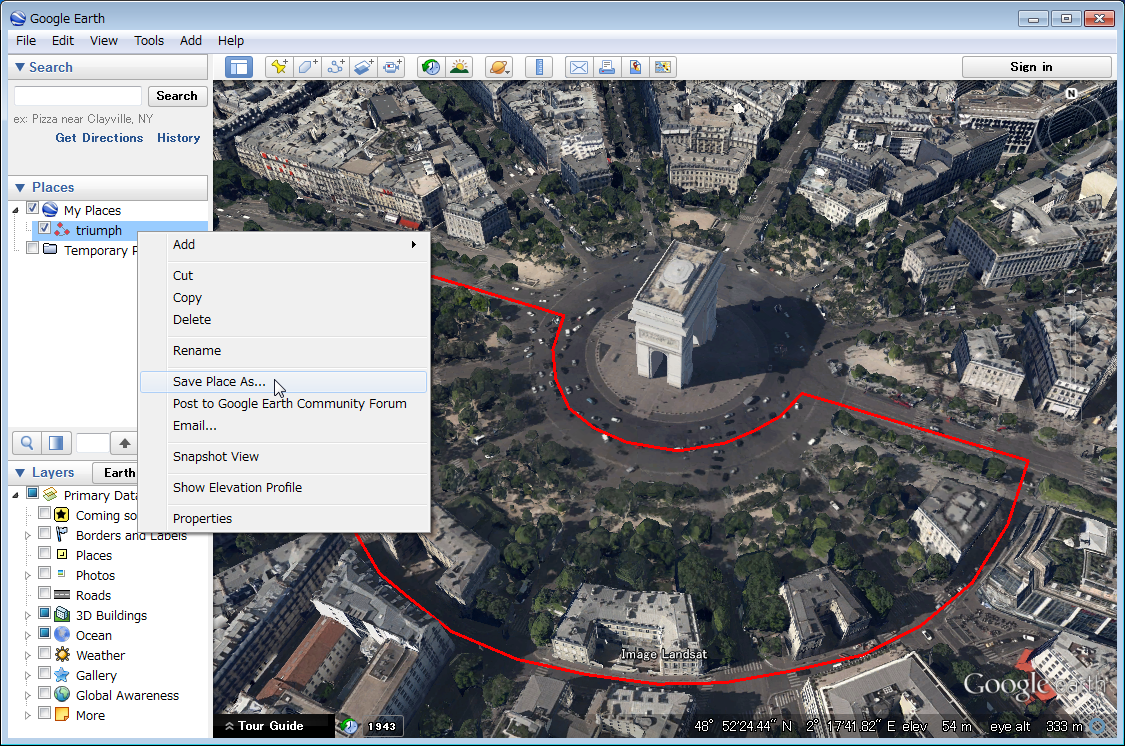 Google Earth
File Edit View Tools Add Help
Search
Sign in
Search
ex: Pizza near Clayville, NY
Get Directions History
N
Places
My Places
triumph
Temporary P
Add
Cut
Copy
Delete
Rename
Save Place As...
Post to Google Earth Community Forum
Email...
Snapshot View
Show Elevation Profile
Properties
Layers
Earth
Primary Data
Coming so
Borders and Labels
Places
Photos
Roads
3D Buildings
Ocean
Weather
Gallery
Global Awareness
More
Image Landsat
Google earth
Tour Guide
1943
48° 52'24.44" N 2° 17'41.82" E elev 54 m eye alt 333 m